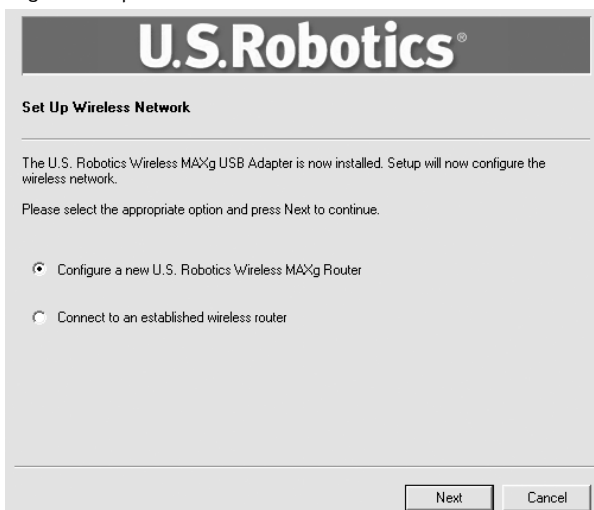 U.S.Robotics®
Set Up Wireless Network
The U.S. Robotics Wireless MAXg USB Adapter is now installed. Setup will now configure the
wireless network.
Please select the appropriate option and press Next to continue.
Configure a new U.S. Robotics Wireless MAXg Router
Connect to an established wireless router
Next Cancel